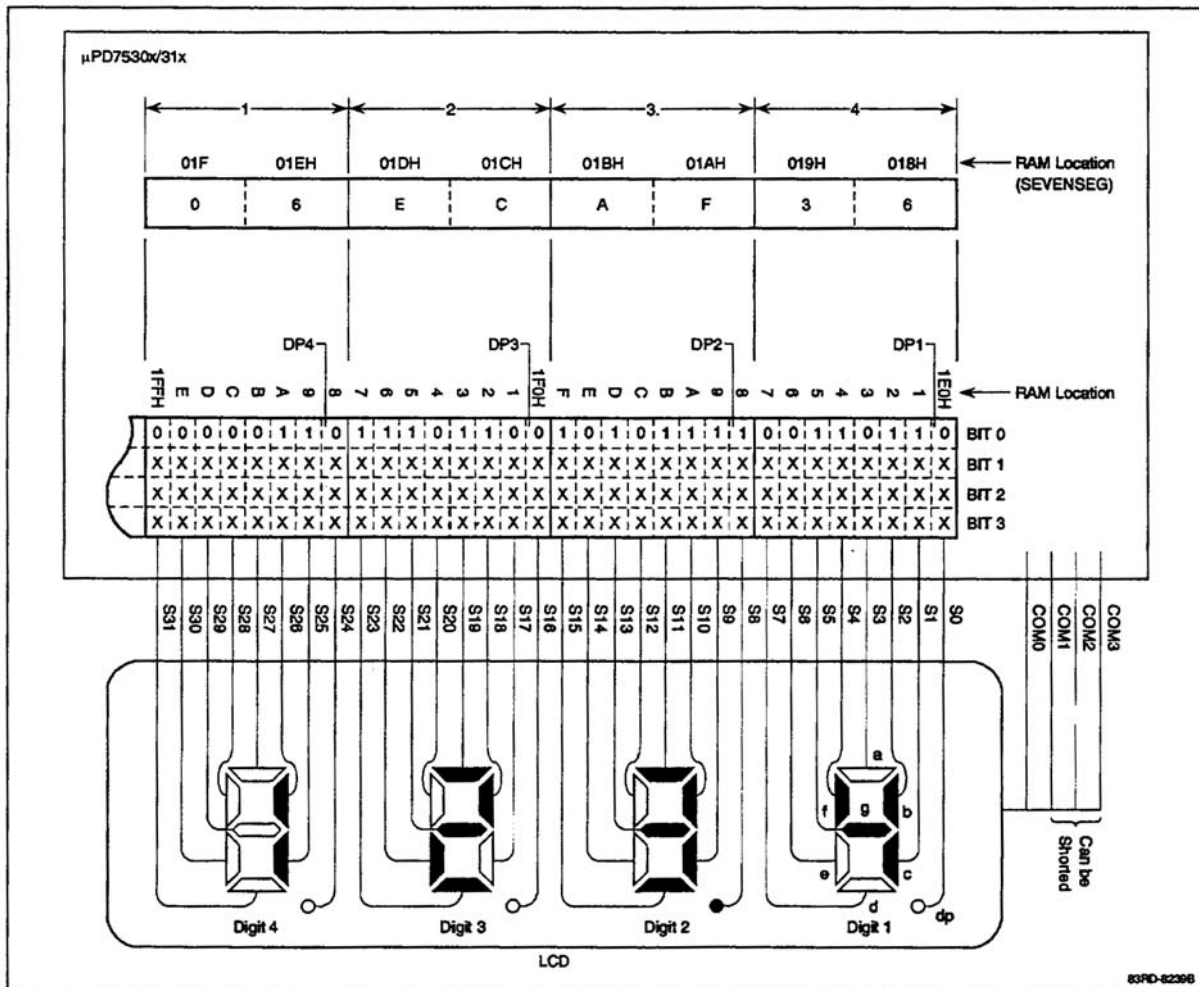 μPD7530x/31x
1 2 3. 4
01F 01EH 01DH 01CH 01BH 01AH 019H 018H RAM Location
(SEVENSEG)
0 6 E C A F 3 6
DP4 DP3 DP2 DP1
1FFH E D C B A 9 8 7 6 5 4 3 2 1 1F0H F E D C B A 9 8 7 6 5 4 3 2 1 1E0H RAM Location
0 0 0 0 0 1 1 0 1 1 1 0 1 1 0 0 1 0 1 0 1 1 1 1 0 0 1 1 0 1 1 0 BIT 0
X X X X X X X X X X X X X X X X X X X X X X X X X X X X X X X X BIT 1
X X X X X X X X X X X X X X X X X X X X X X X X X X X X X X X X BIT 2
X X X X X X X X X X X X X X X X X X X X X X X X X X X X X X X X BIT 3
S31 S30 S29 S28 S27 S26 S25 S24 S23 S22 S21 S20 S19 S18 S17 S16 S15 S14 S13 S12 S11 S10 S9 S8 S7 S6 S5 S4 S3 S2 S1 S0 COM0 COM1 COM2 COM3
a
f g b
e c
d dp
Can be
Shorted
Digit 4 Digit 3 Digit 2 Digit 1
LCD
83RD-8239B